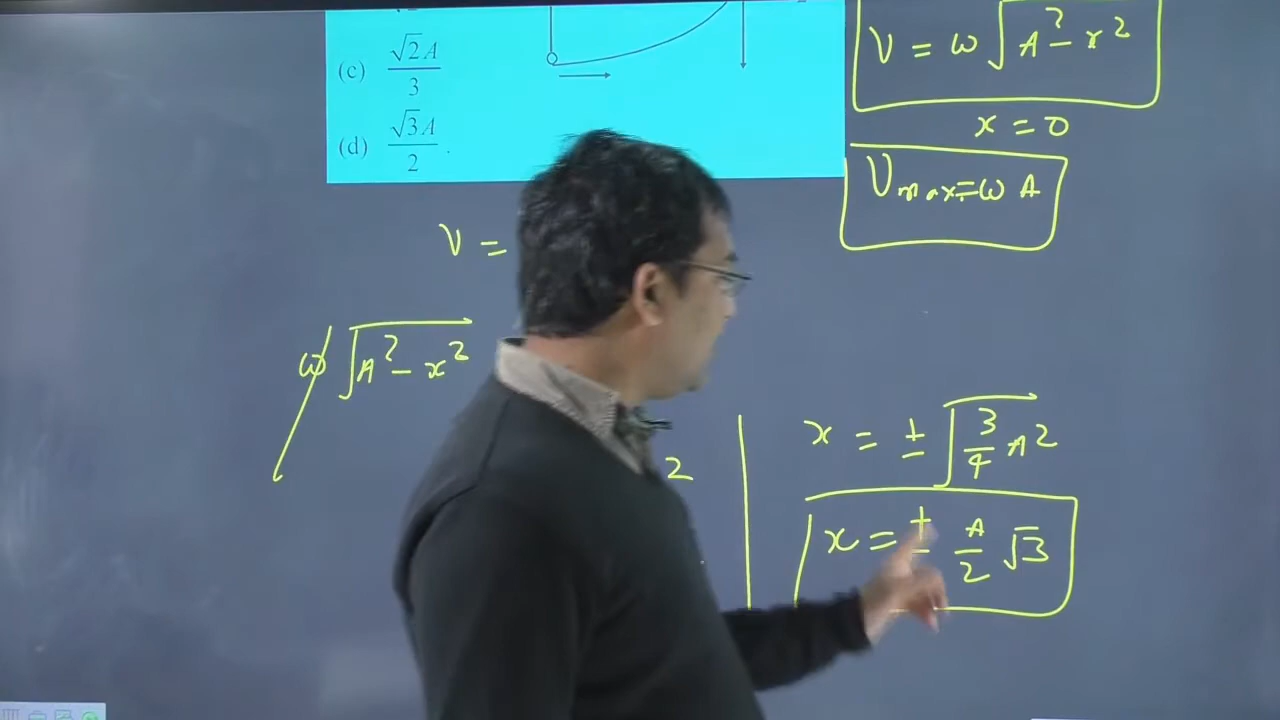 (c) √2A/3
(d) √3A/2.
V = ω√(A² - x²)
x = 0
Vmax = ωA
V =
ω√(A² - x²)
2
x = ± √(3/4 A²)
x = ± A/2 √3